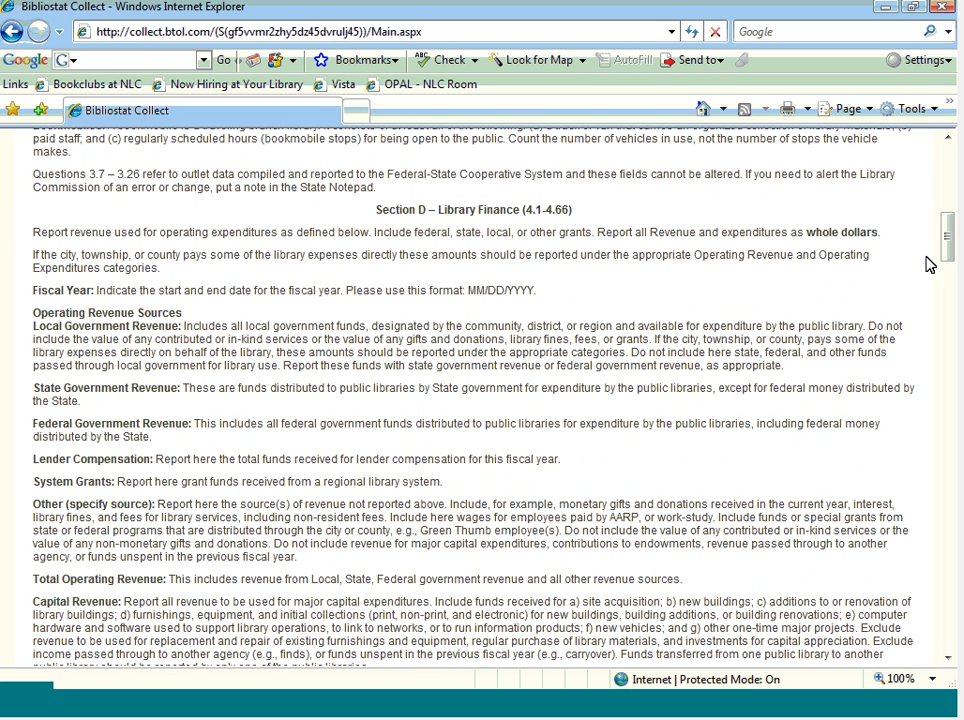 Bibliostat Collect - Windows Internet Explorer
http://collect.btol.com/(S(gf5vvmr2zhy5dz45dvrulj45))/Main.aspx
Google
Google G Go Bookmarks ABC Check Look for Map AutoFill Send to Settings
Links Bookclubs at NLC Now Hiring at Your Library Vista OPAL - NLC Room
Bibliostat Collect Page Tools
paid staff; and (c) regularly scheduled hours (bookmobile stops) for being open to the public. Count the number of vehicles in use, not the number of stops the vehicle
makes.
Questions 3.7 – 3.26 refer to outlet data compiled and reported to the Federal-State Cooperative System and these fields cannot be altered. If you need to alert the Library
Commission of an error or change, put a note in the State Notepad.
Section D – Library Finance (4.1-4.66)
Report revenue used for operating expenditures as defined below. Include federal, state, local, or other grants. Report all Revenue and expenditures as whole dollars.
If the city, township, or county pays some of the library expenses directly these amounts should be reported under the appropriate Operating Revenue and Operating
Expenditures categories.
Fiscal Year: Indicate the start and end date for the fiscal year. Please use this format: MM/DD/YYYY.
Operating Revenue Sources
Local Government Revenue: Includes all local government funds, designated by the community, district, or region and available for expenditure by the public library. Do not
include the value of any contributed or in-kind services or the value of any gifts and donations, library fines, fees, or grants. If the city, township, or county, pays some of the
library expenses directly on behalf of the library, these amounts should be reported under the appropriate categories. Do not include here state, federal, and other funds
passed through local government for library use. Report these funds with state government revenue or federal government revenue, as appropriate.
State Government Revenue: These are funds distributed to public libraries by State government for expenditure by the public libraries, except for federal money distributed by
the State.
Federal Government Revenue: This includes all federal government funds distributed to public libraries for expenditure by the public libraries, including federal money
distributed by the State.
Lender Compensation: Report here the total funds received for lender compensation for this fiscal year.
System Grants: Report here grant funds received from a regional library system.
Other (specify source): Report here the source(s) of revenue not reported above. Include, for example, monetary gifts and donations received in the current year, interest,
library fines, and fees for library services, including non-resident fees. Include here wages for employees paid by AARP, or work-study. Include funds or special grants from
state or federal programs that are distributed through the city or county, e.g., Green Thumb employee(s). Do not include the value of any contributed or in-kind services or the
value of any non-monetary gifts and donations. Do not include revenue for major capital expenditures, contributions to endowments, revenue passed through to another
agency, or funds unspent in the previous fiscal year.
Total Operating Revenue: This includes revenue from Local, State, Federal government revenue and all other revenue sources.
Capital Revenue: Report all revenue to be used for major capital expenditures. Include funds received for a) site acquisition; b) new buildings; c) additions to or renovation of
library buildings; d) furnishings, equipment, and initial collections (print, non-print, and electronic) for new buildings, building additions, or building renovations; e) computer
hardware and software used to support library operations, to link to networks, or to run information products; f) new vehicles; and g) other one-time major projects. Exclude
revenue to be used for replacement and repair of existing furnishings and equipment, regular purchase of library materials, and investments for capital appreciation. Exclude
income passed through to another agency (e.g., finds), or funds unspent in the previous fiscal year (e.g., carryover). Funds transferred from one public library to another
Internet | Protected Mode: On 100%